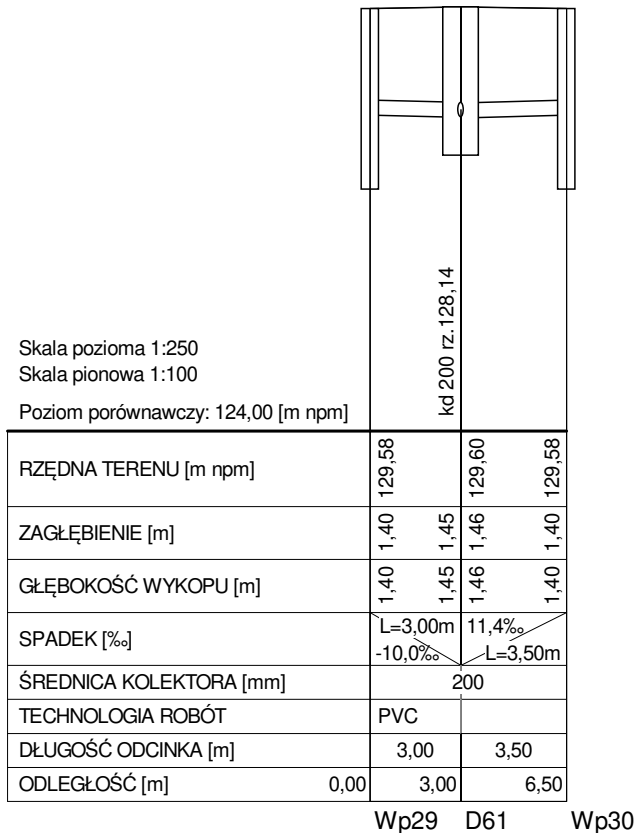 kd 200 rz.128,14
Skala pozioma 1:250
Skala pionowa 1:100
Poziom porównawczy: 124,00 [m npm]
RZĘDNA TERENU [m npm] 129,58 129,60 129,58
ZAGŁĘBIENIE [m] 1,40 1,45 1,46 1,40
GŁĘBOKOŚĆ WYKOPU [m] 1,40 1,45 1,46 1,40
SPADEK [‰] L=3,00m -10,0‰ 11,4‰ L=3,50m
ŚREDNICA KOLEKTORA [mm] 200
TECHNOLOGIA ROBÓT PVC
DŁUGOŚĆ ODCINKA [m] 3,00 3,50
ODLEGŁOŚĆ [m] 0,00 3,00 6,50
Wp29 D61 Wp30